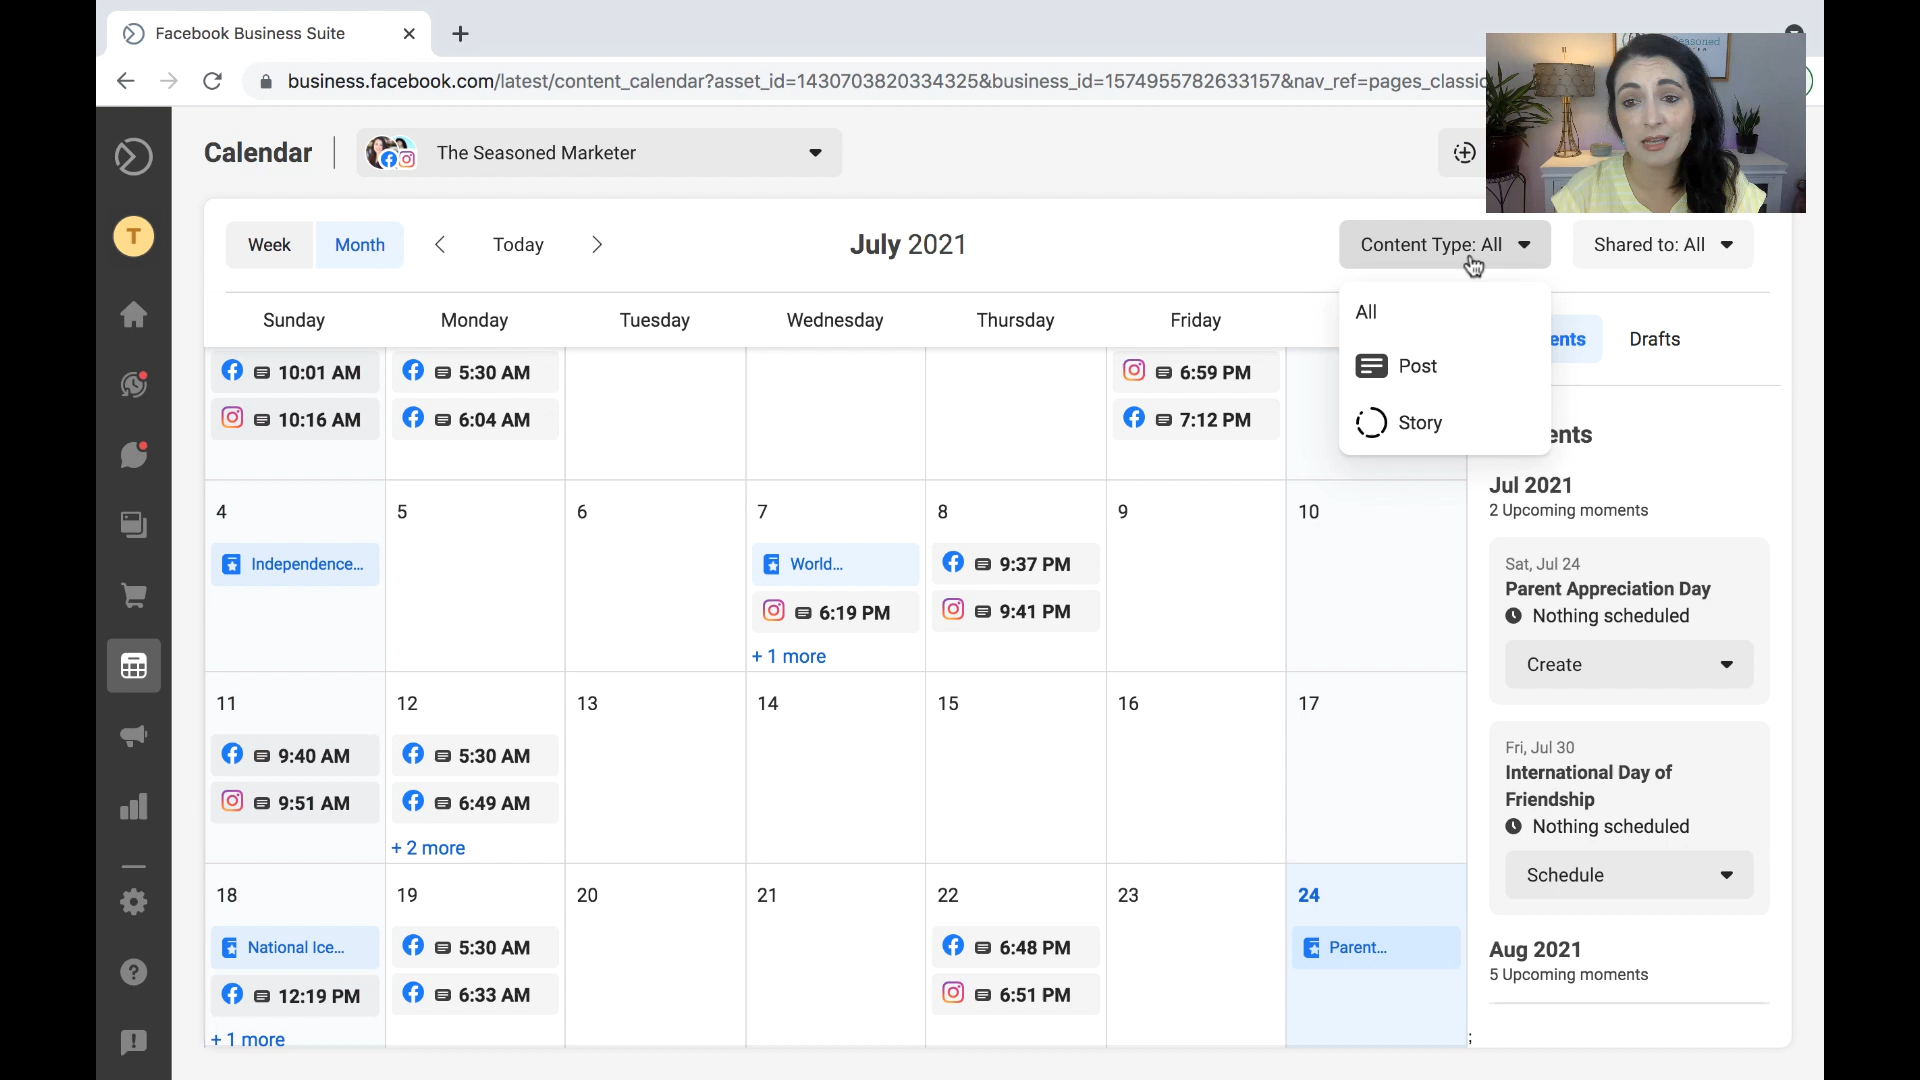 Facebook Business Suite
business.facebook.com/latest/content_calendar?asset_id=1430703820334325&business_id=1574955782633157&nav_ref=pages_classic
Seasoned
T
Calendar
The Seasoned Marketer
Week
Month
Today
July 2021
Content Type: All
Shared to: All
All
Post
Story
Sunday
Monday
Tuesday
Wednesday
Thursday
Friday
ents
Drafts
10:01 AM
5:30 AM
6:59 PM
10:16 AM
6:04 AM
7:12 PM
4
5
6
7
8
9
10
Independence...
World...
9:37 PM
6:19 PM
9:41 PM
+ 1 more
11
12
13
14
15
16
17
9:40 AM
5:30 AM
9:51 AM
6:49 AM
+ 2 more
18
19
20
21
22
23
24
National Ice...
5:30 AM
6:48 PM
Parent...
12:19 PM
6:33 AM
6:51 PM
+ 1 more
ents
Jul 2021
2 Upcoming moments
Sat, Jul 24
Parent Appreciation Day
Nothing scheduled
Create
Fri, Jul 30
International Day of
Friendship
Nothing scheduled
Schedule
Aug 2021
5 Upcoming moments
;